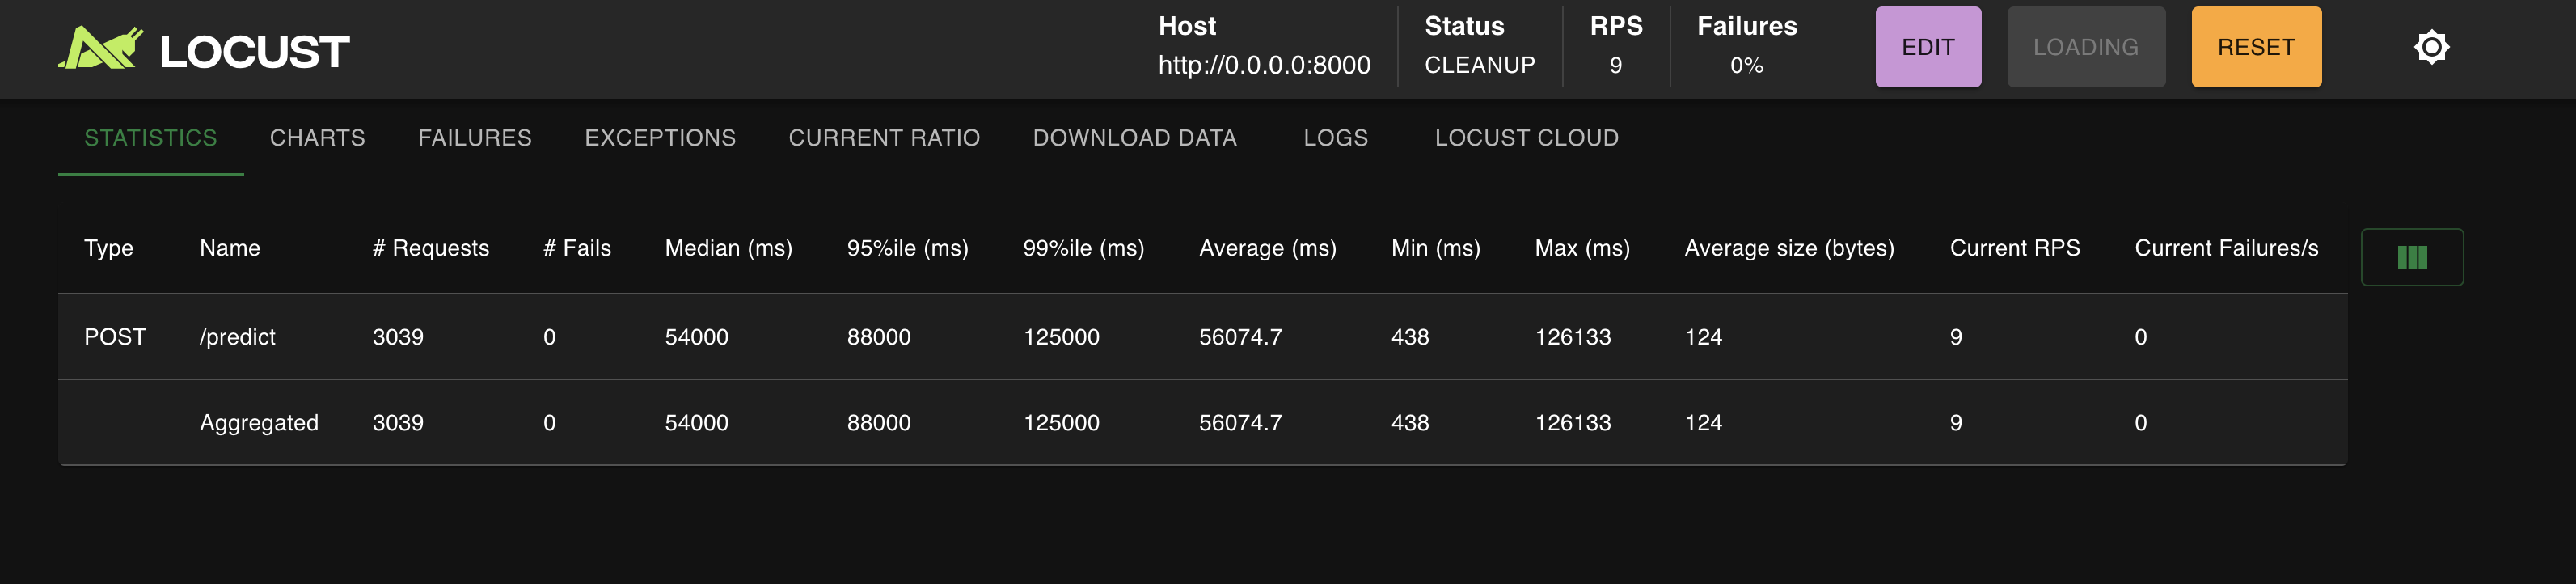 LOCUST
Host Status RPS Failures
http://0.0.0.0:8000 CLEANUP 9 0%
EDIT LOADING RESET
STATISTICS CHARTS FAILURES EXCEPTIONS CURRENT RATIO DOWNLOAD DATA LOGS LOCUST CLOUD
Type Name # Requests # Fails Median (ms) 95%ile (ms) 99%ile (ms) Average (ms) Min (ms) Max (ms) Average size (bytes) Current RPS Current Failures/s
POST /predict 3039 0 54000 88000 125000 56074.7 438 126133 124 9 0
Aggregated 3039 0 54000 88000 125000 56074.7 438 126133 124 9 0